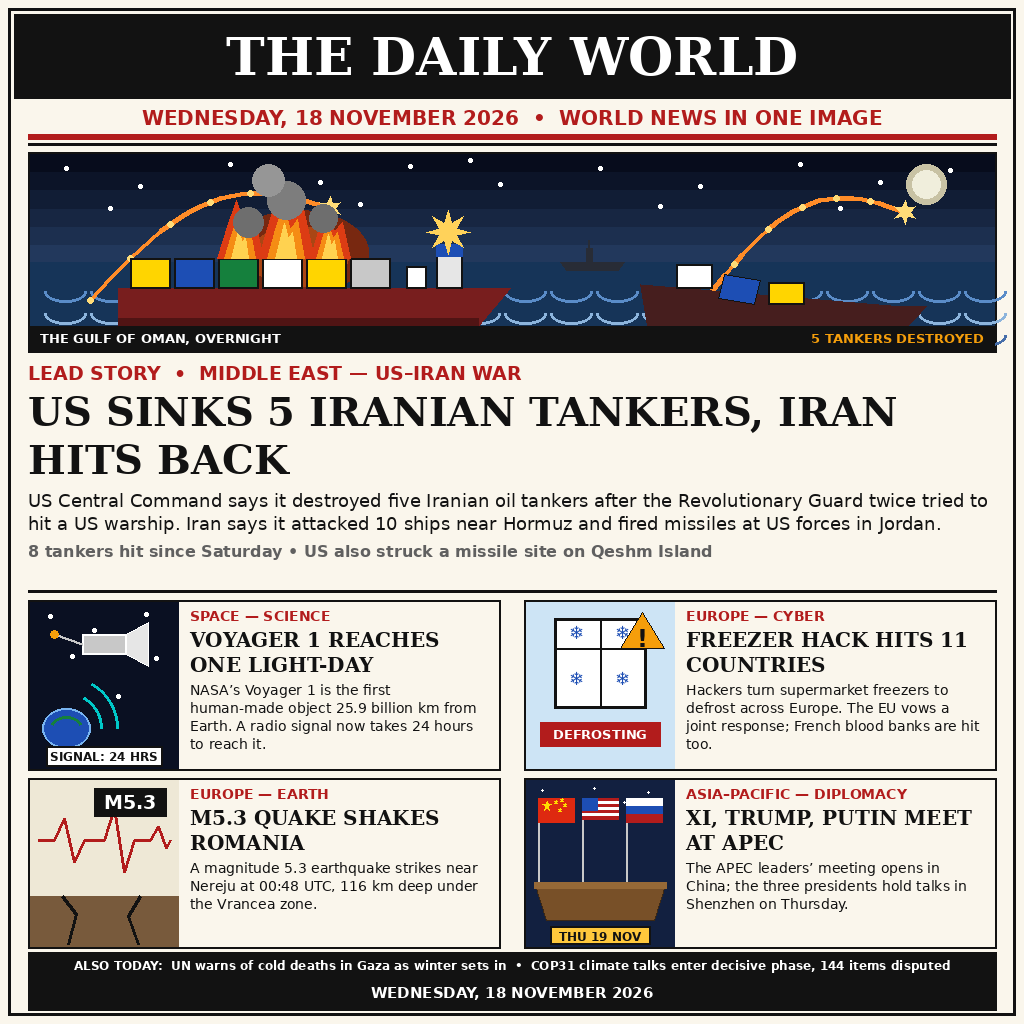 THE DAILY WORLD
WEDNESDAY, 18 NOVEMBER 2026 • WORLD NEWS IN ONE IMAGE
THE GULF OF OMAN, OVERNIGHT
5 TANKERS DESTROYED
LEAD STORY • MIDDLE EAST — US–IRAN WAR
US SINKS 5 IRANIAN TANKERS, IRAN
HITS BACK
US Central Command says it destroyed five Iranian oil tankers after the Revolutionary Guard twice tried to
hit a US warship. Iran says it attacked 10 ships near Hormuz and fired missiles at US forces in Jordan.
8 tankers hit since Saturday • US also struck a missile site on Qeshm Island
SIGNAL: 24 HRS
SPACE — SCIENCE
VOYAGER 1 REACHES
ONE LIGHT-DAY
NASA’s Voyager 1 is the first
human-made object 25.9 billion km from
Earth. A radio signal now takes 24 hours
to reach it.
!
DEFROSTING
EUROPE — CYBER
FREEZER HACK HITS 11
COUNTRIES
Hackers turn supermarket freezers to
defrost across Europe. The EU vows a
joint response; French blood banks are hit
too.
M5.3
EUROPE — EARTH
M5.3 QUAKE SHAKES
ROMANIA
A magnitude 5.3 earthquake strikes near
Nereju at 00:48 UTC, 116 km deep under
the Vrancea zone.
THU 19 NOV
ASIA–PACIFIC — DIPLOMACY
XI, TRUMP, PUTIN MEET
AT APEC
The APEC leaders’ meeting opens in
China; the three presidents hold talks in
Shenzhen on Thursday.
ALSO TODAY: UN warns of cold deaths in Gaza as winter sets in • COP31 climate talks enter decisive phase, 144 items disputed
WEDNESDAY, 18 NOVEMBER 2026